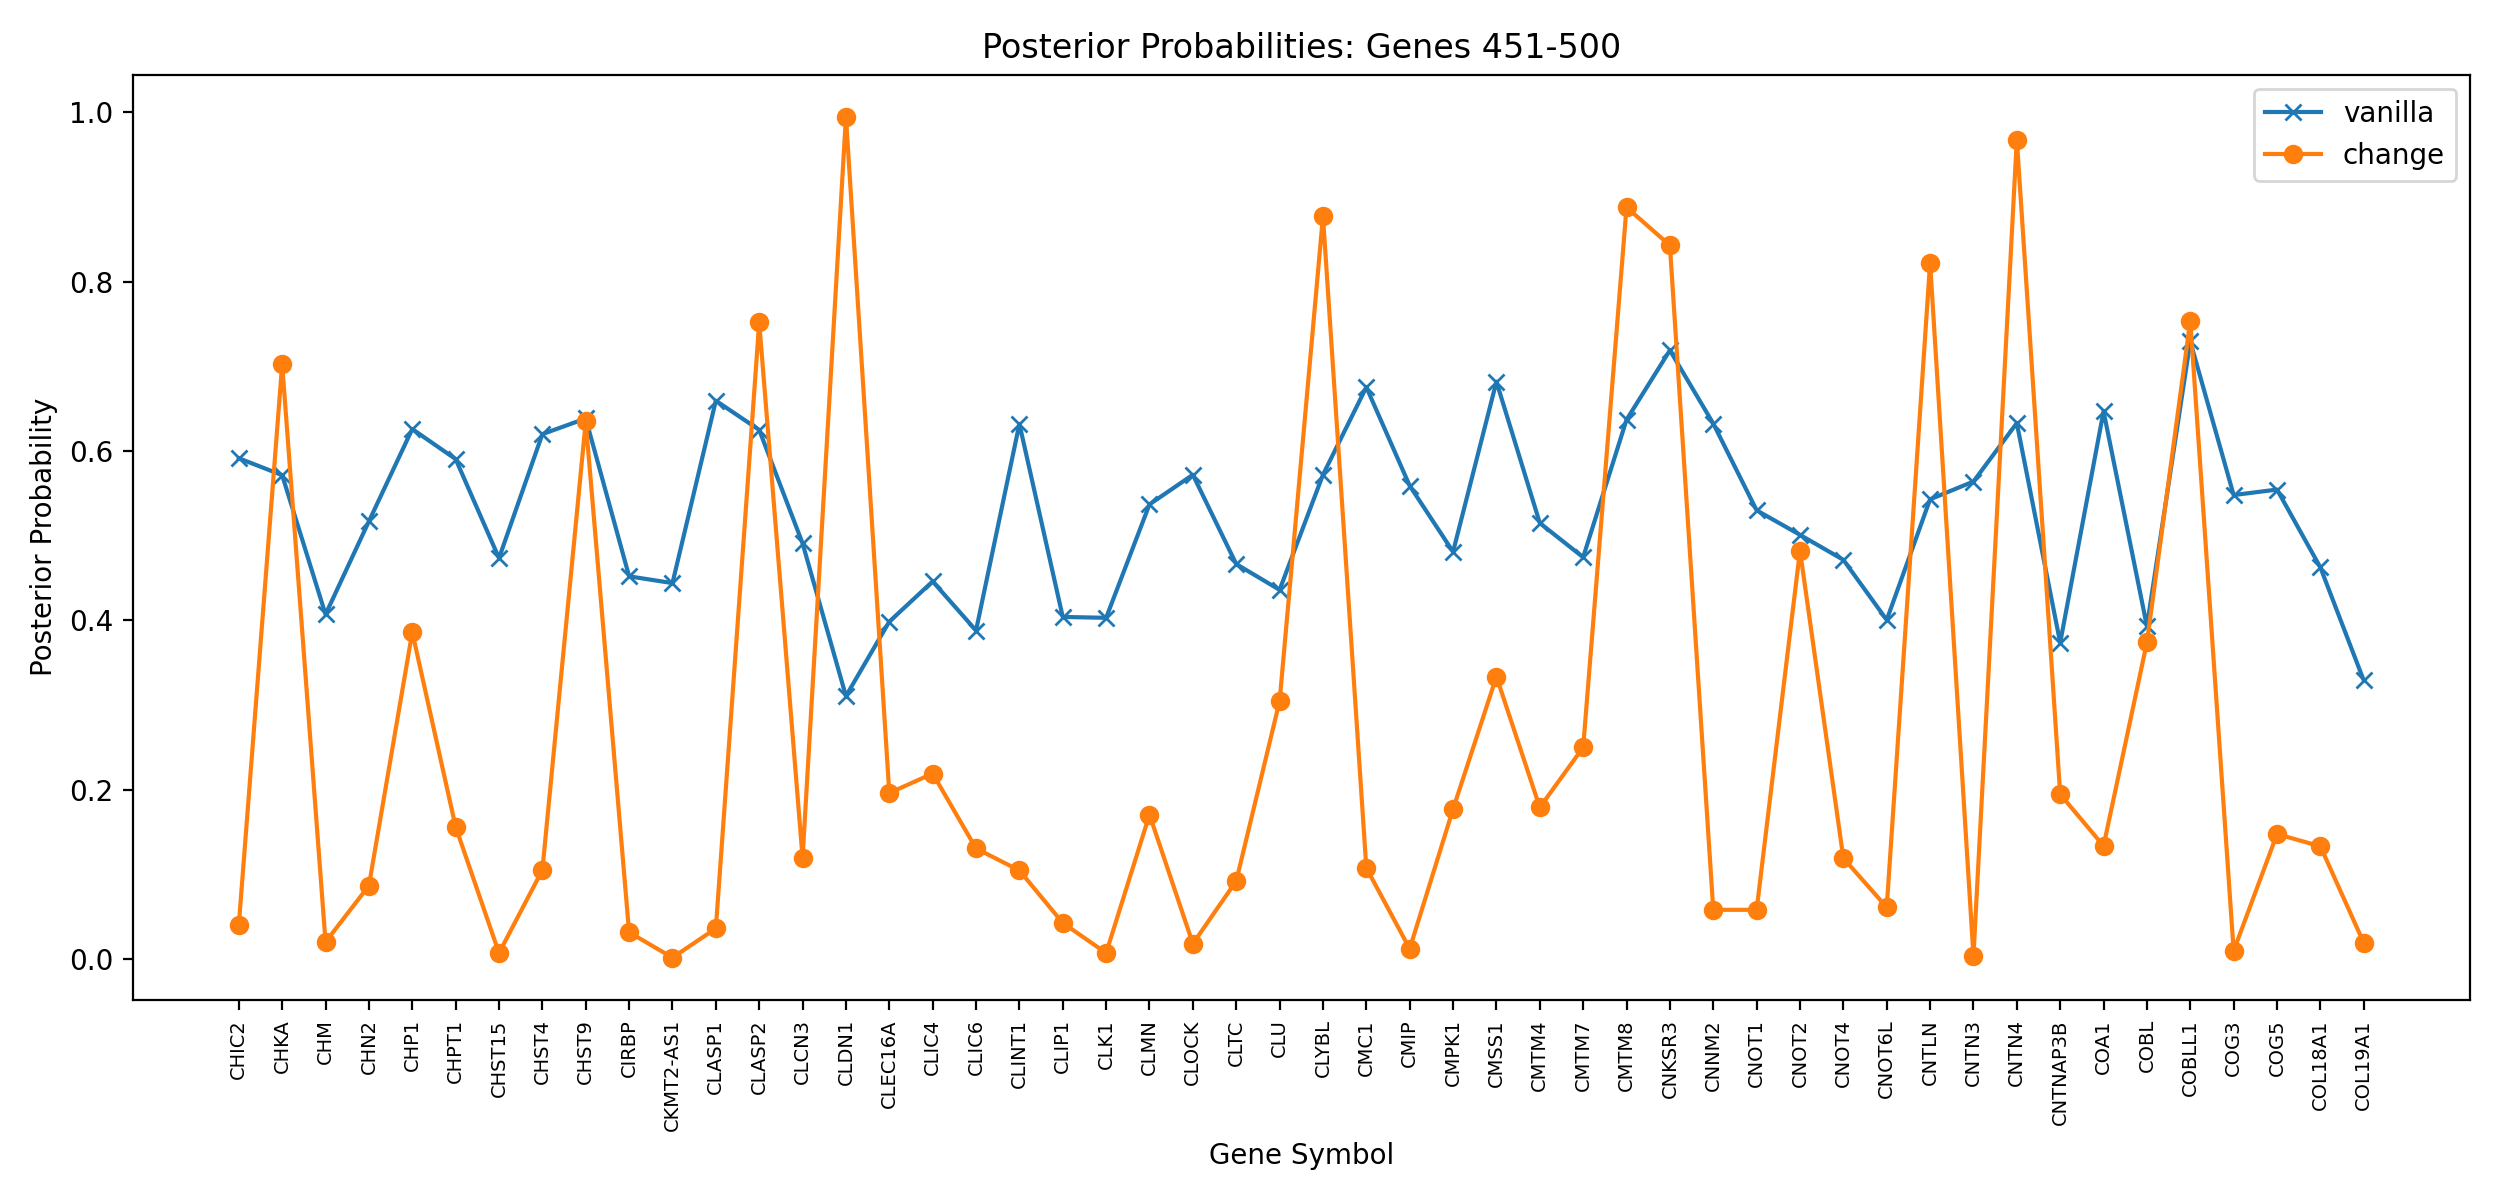 Posterior Probabilities: Genes 451-500
vanilla
change
Posterior Probability
1.0
0.8
0.6
0.4
0.2
0.0
CHIC2
CHKA
CHM
CHN2
CHP1
CHPT1
CHST15
CHST4
CHST9
CIRBP
CKMT2-AS1
CLASP1
CLASP2
CLCN3
CLDN1
CLEC16A
CLIC4
CLIC6
CLINT1
CLIP1
CLK1
CLMN
CLOCK
CLTC
CLU
CLYBL
CMC1
CMIP
CMPK1
CMSS1
CMTM4
CMTM7
CMTM8
CNKSR3
CNNM2
CNOT1
CNOT2
CNOT4
CNOT6L
CNTLN
CNTN3
CNTN4
CNTNAP3B
COA1
COBL
COBLL1
COG3
COG5
COL18A1
COL19A1
Gene Symbol